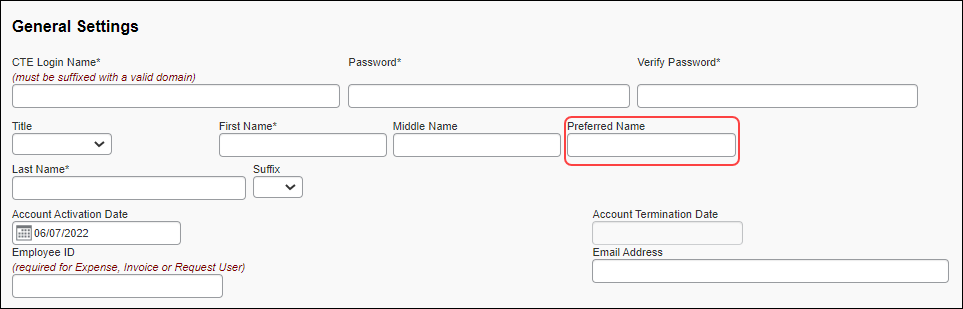 General Settings
CTE Login Name* Password* Verify Password*
(must be suffixed with a valid domain)
Title First Name* Middle Name Preferred Name
Last Name* Suffix
Account Activation Date Account Termination Date
06/07/2022
Employee ID Email Address
(required for Expense, Invoice or Request User)